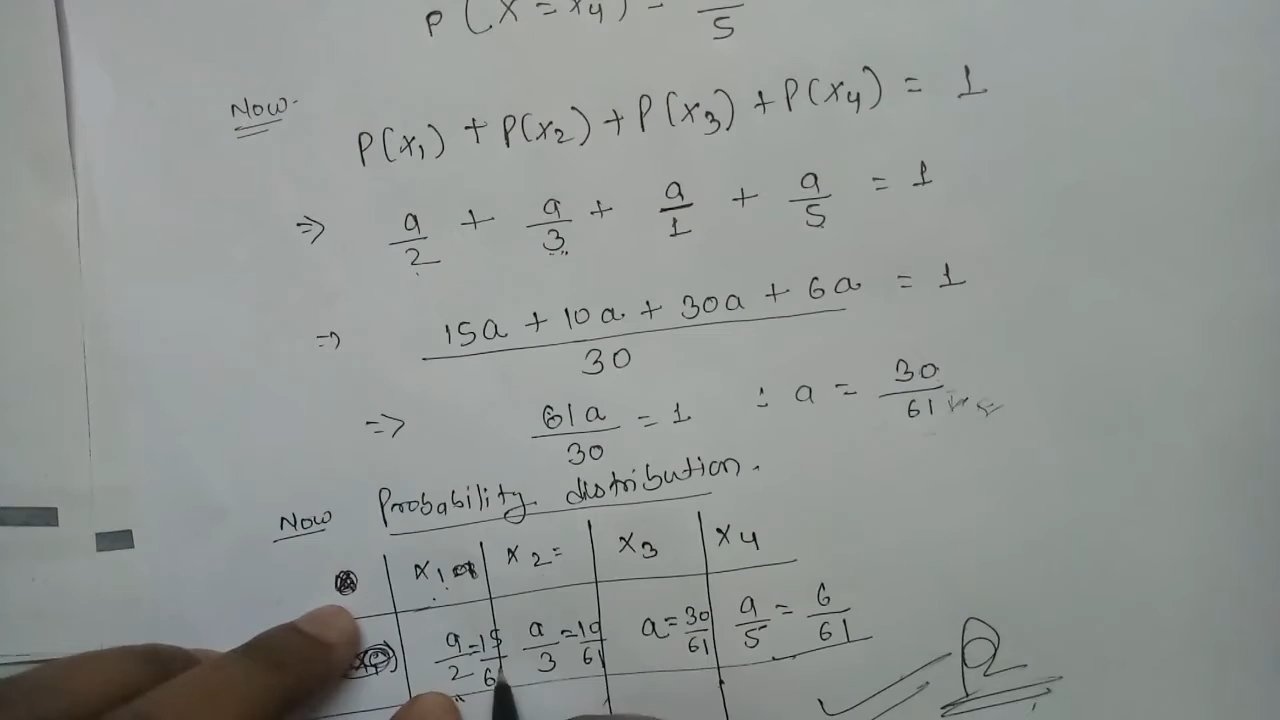 P(X = x4) = /5
Now
P(x1) + P(x2) + P(x3) + P(x4) = 1
⇒ a/2 + a/3 + a/1 + a/5 = 1
⇒ (15a + 10a + 30a + 6a)/30 = 1
⇒ 61a/30 = 1 ∴ a = 30/61
Now Probability distribution.
x1 x2 = x3 x4
a/2 = 15/6 a/3 = 10/61 a = 30/61 a/5 = 6/61